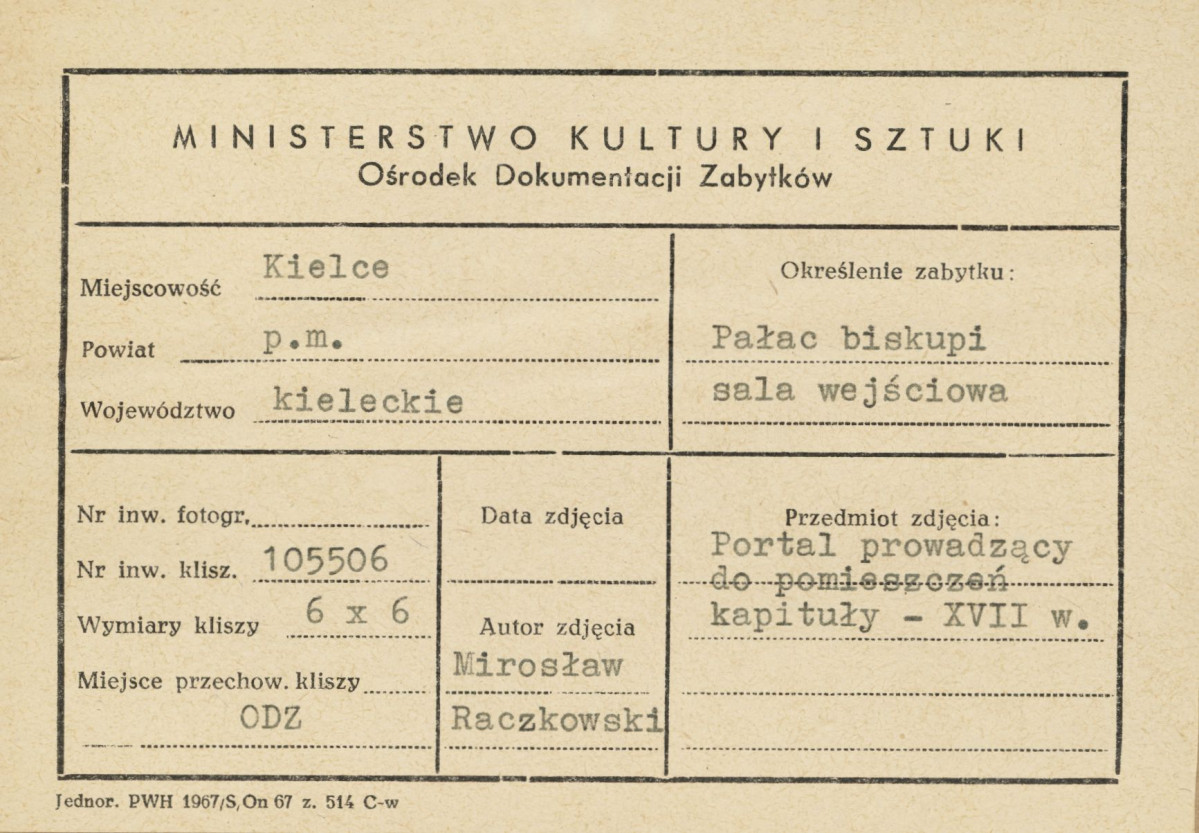 MINISTERSTWO KULTURY I SZTUKI
Ośrodek Dokumentacji Zabytków
Miejscowość Kielce
Powiat p.m.
Województwo kieleckie
Określenie zabytku:
Pałac biskupi
sala wejściowa
Nr inw. fotogr.
Nr inw. klisz. 105506
Wymiary kliszy 6 x 6
Miejsce przechow. kliszy
ODZ
Data zdjęcia
Autor zdjęcia
Mirosław
Raczkowski
Przedmiot zdjęcia:
Portal prowadzący
do pomieszczeń
kapituły - XVII w.
Jednor. PWH 1967/S/On 67 z. 514 C-w